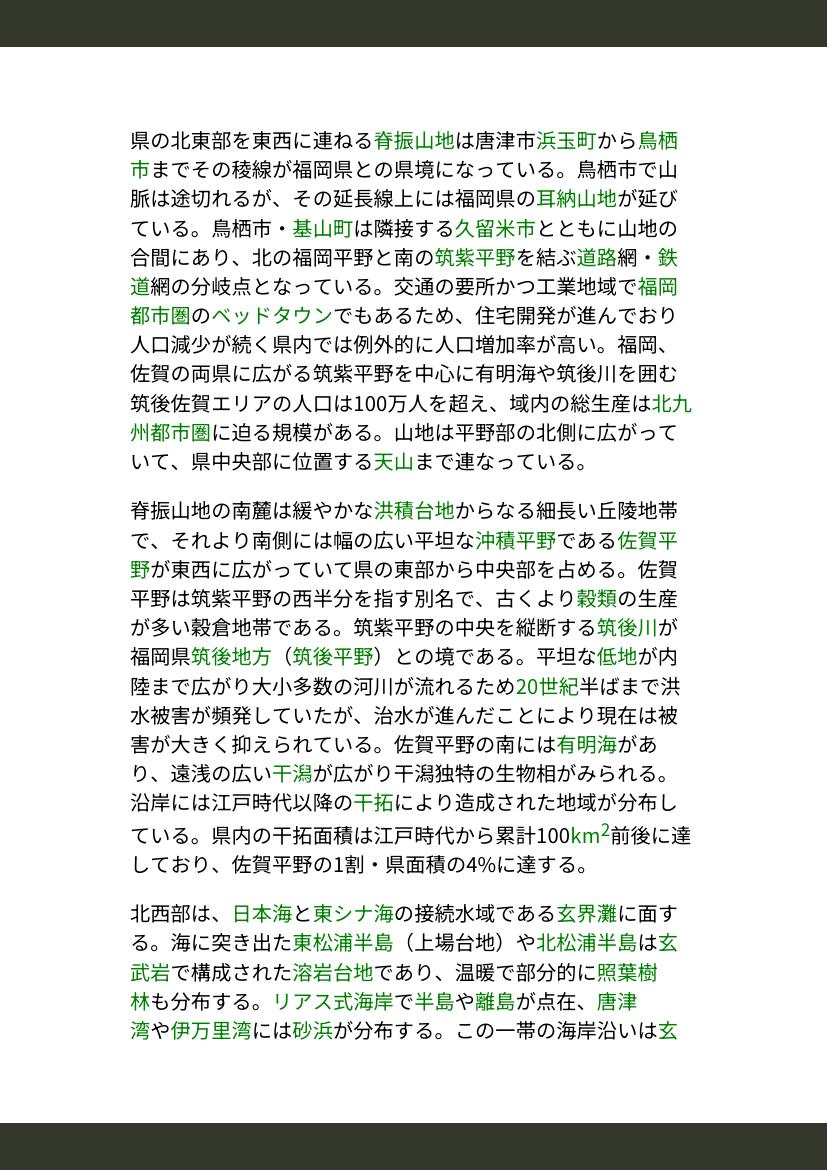 県の北東部を東西に連ねる脊振山地は唐津市浜玉町から鳥栖
市までその稜線が福岡県との県境になっている。鳥栖市で山
脈は途切れるが、その延長線上には福岡県の耳納山地が延び
ている。鳥栖市・基山町は隣接する久留米市とともに山地の
合間にあり、北の福岡平野と南の筑紫平野を結ぶ道路網・鉄
道網の分岐点となっている。交通の要所かつ工業地域で福岡
都市圏のベッドタウンでもあるため、住宅開発が進んでおり
人口減少が続く県内では例外的に人口増加率が高い。福岡、
佐賀の両県に広がる筑紫平野を中心に有明海や筑後川を囲む
筑後佐賀エリアの人口は100万人を超え、域内の総生産は北九
州都市圏に迫る規模がある。山地は平野部の北側に広がって
いて、県中央部に位置する天山まで連なっている。
脊振山地の南麓は緩やかな洪積台地からなる細長い丘陵地帯
で、それより南側には幅の広い平坦な沖積平野である佐賀平
野が東西に広がっていて県の東部から中央部を占める。佐賀
平野は筑紫平野の西半分を指す別名で、古くより穀類の生産
が多い穀倉地帯である。筑紫平野の中央を縦断する筑後川が
福岡県筑後地方（筑後平野）との境である。平坦な低地が内
陸まで広がり大小多数の河川が流れるため20世紀半ばまで洪
水被害が頻発していたが、治水が進んだことにより現在は被
害が大きく抑えられている。佐賀平野の南には有明海があ
り、遠浅の広い干潟が広がり干潟独特の生物相がみられる。
沿岸には江戸時代以降の干拓により造成された地域が分布し
ている。県内の干拓面積は江戸時代から累計100km2前後に達
しており、佐賀平野の1割・県面積の4%に達する。
北西部は、日本海と東シナ海の接続水域である玄界灘に面す
る。海に突き出た東松浦半島（上場台地）や北松浦半島は玄
武岩で構成された溶岩台地であり、温暖で部分的に照葉樹
林も分布する。リアス式海岸で半島や離島が点在、唐津
湾や伊万里湾には砂浜が分布する。この一帯の海岸沿いは玄